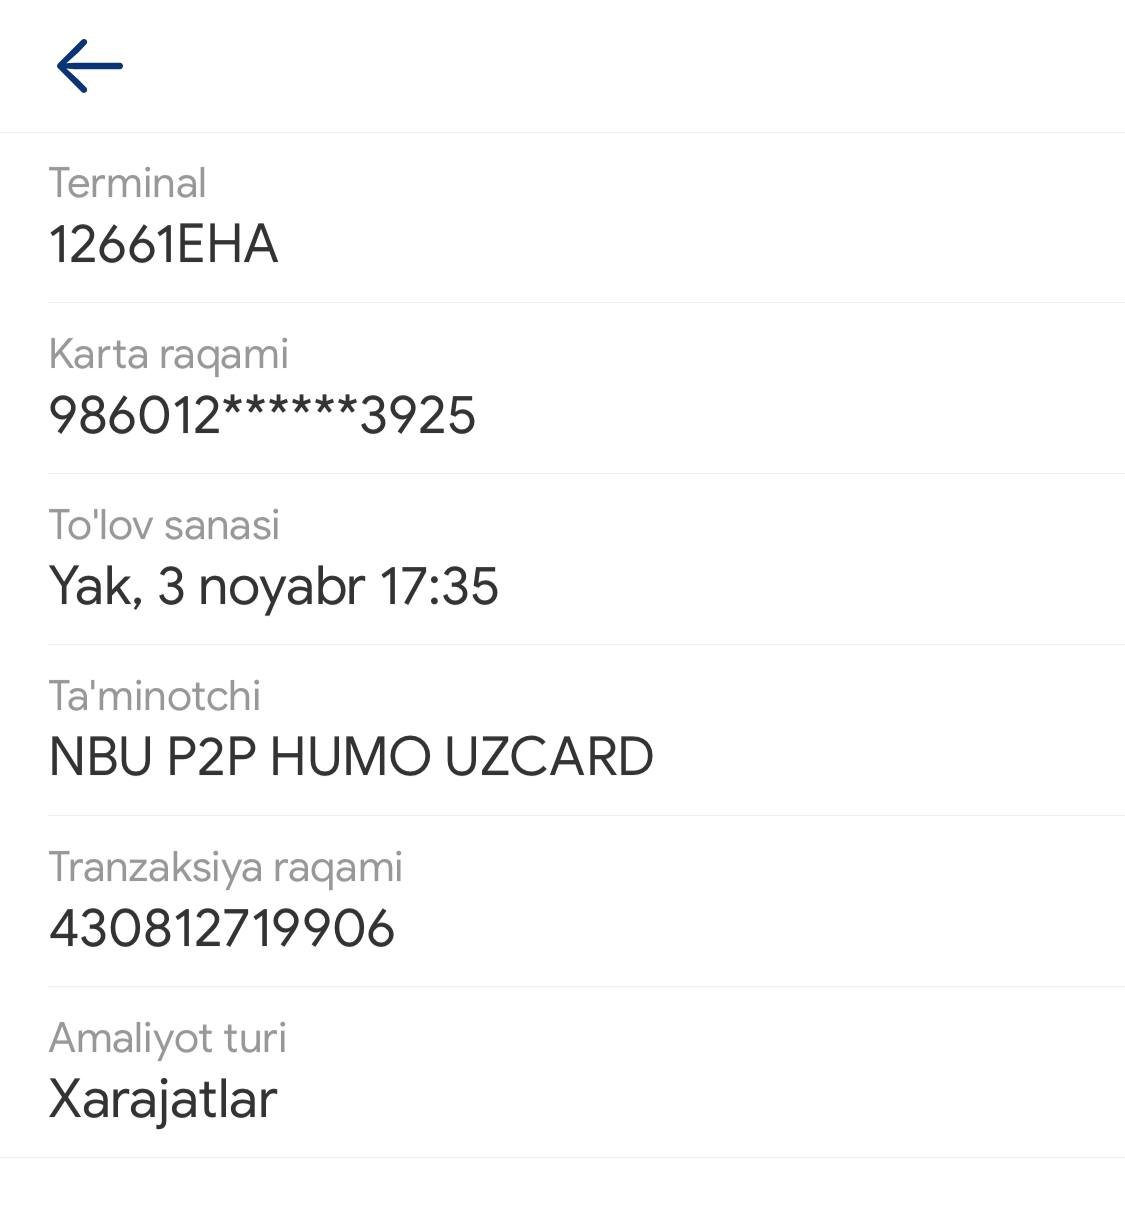 Terminal
12661EHA
Karta raqami
986012******3925
To'lov sanasi
Yak, 3 noyabr 17:35
Ta'minotchi
NBU P2P HUMO UZCARD
Tranzaksiya raqami
430812719906
Amaliyot turi
Xarajatlar